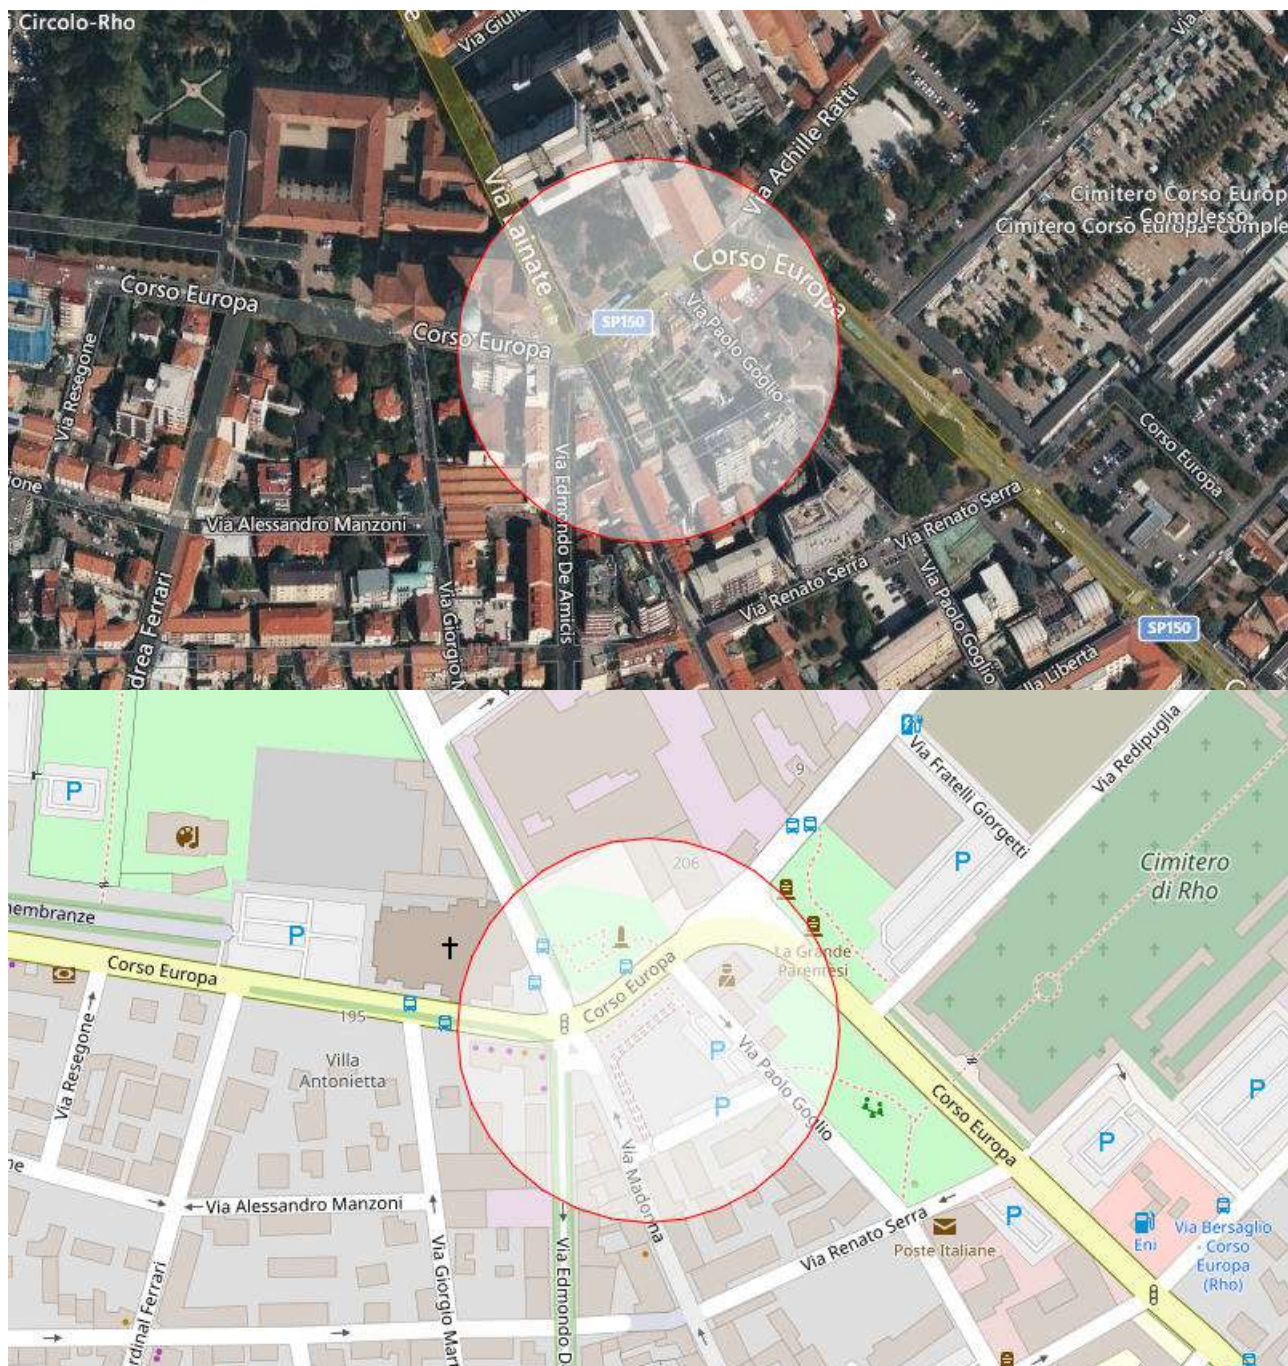 i Circolo-Rho
Via Giulio
Via Achille Ratti
Cimitero Corso Europ
- Complesso
Cimitero Corso Europa-Comple
Via Lainate
Corso Europa
Corso Europa
Corso Europa
SP150
Via Paolo Goglio
Via Resegone
Corso Europa
ione
Via Alessandro Manzoni
Via Edmondo De Amicis
Via Renato Serra
Via Renato Serra
Via Paolo Goglio
Via Giorgio M
drea Ferrari
SP150
lla Libertà
P
9
Via Fratelli Giorgetti
Via Redipuglia
P
206
Cimitero
di Rho
membranze
P
Corso Europa
La Grande
Parentesi
Corso Europa
195
Villa
Antonietta
P
Via Resegone
Via Paolo Goglio
P
Corso Europa
P
P
ne
Via Alessandro Manzoni
Via Madonna
Via Renato Serra
Poste Italiane
P
Eni
Via Bersaglio
- Corso
Europa
(Rho)
Via Giorgio Mart
Via Edmondo D
rdinal Ferrari